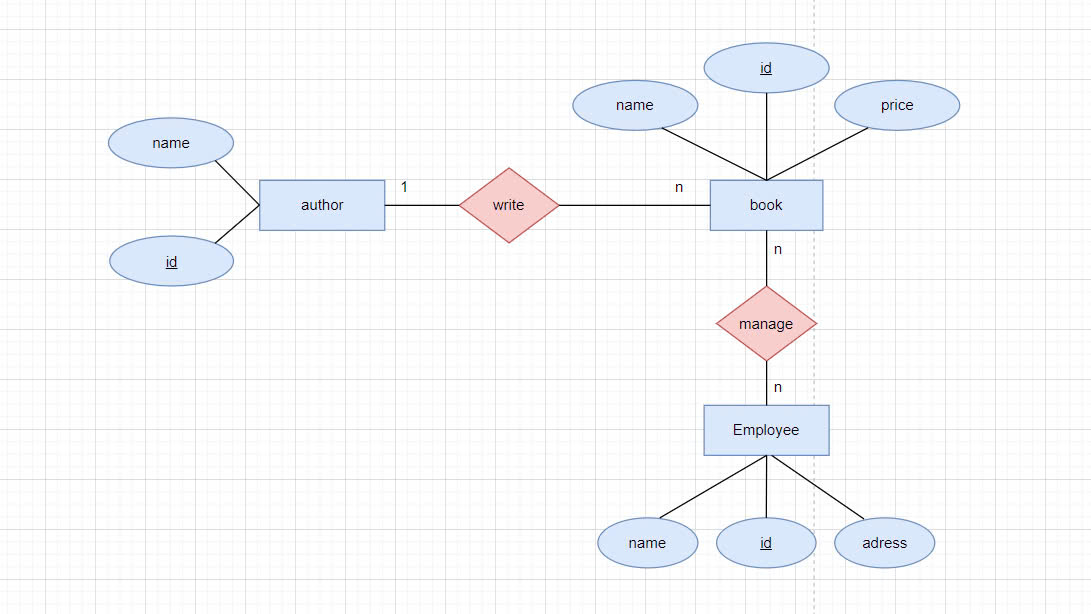 id
name
price
name
author
1
write
n
book
id
n
manage
n
Employee
name
id
adress